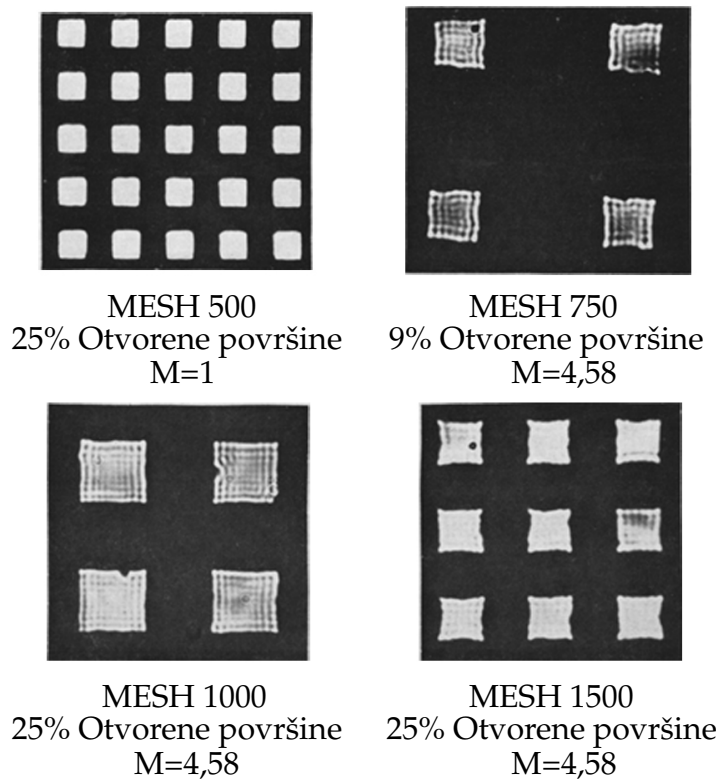 MESH 500
25% Otvorene površine
M=1
MESH 750
9% Otvorene površine
M=4,58
MESH 1000
25% Otvorene površine
M=4,58
MESH 1500
25% Otvorene površine
M=4,58